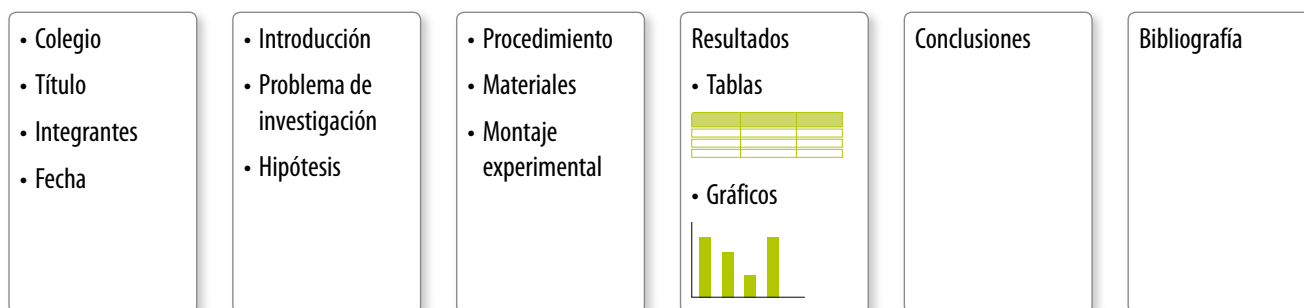 • Colegio
• Título
• Integrantes
• Fecha
• Introducción
• Problema de
investigación
• Hipótesis
• Procedimiento
• Materiales
• Montaje
experimental
Resultados
• Tablas
• Gráficos
Conclusiones
Bibliografía